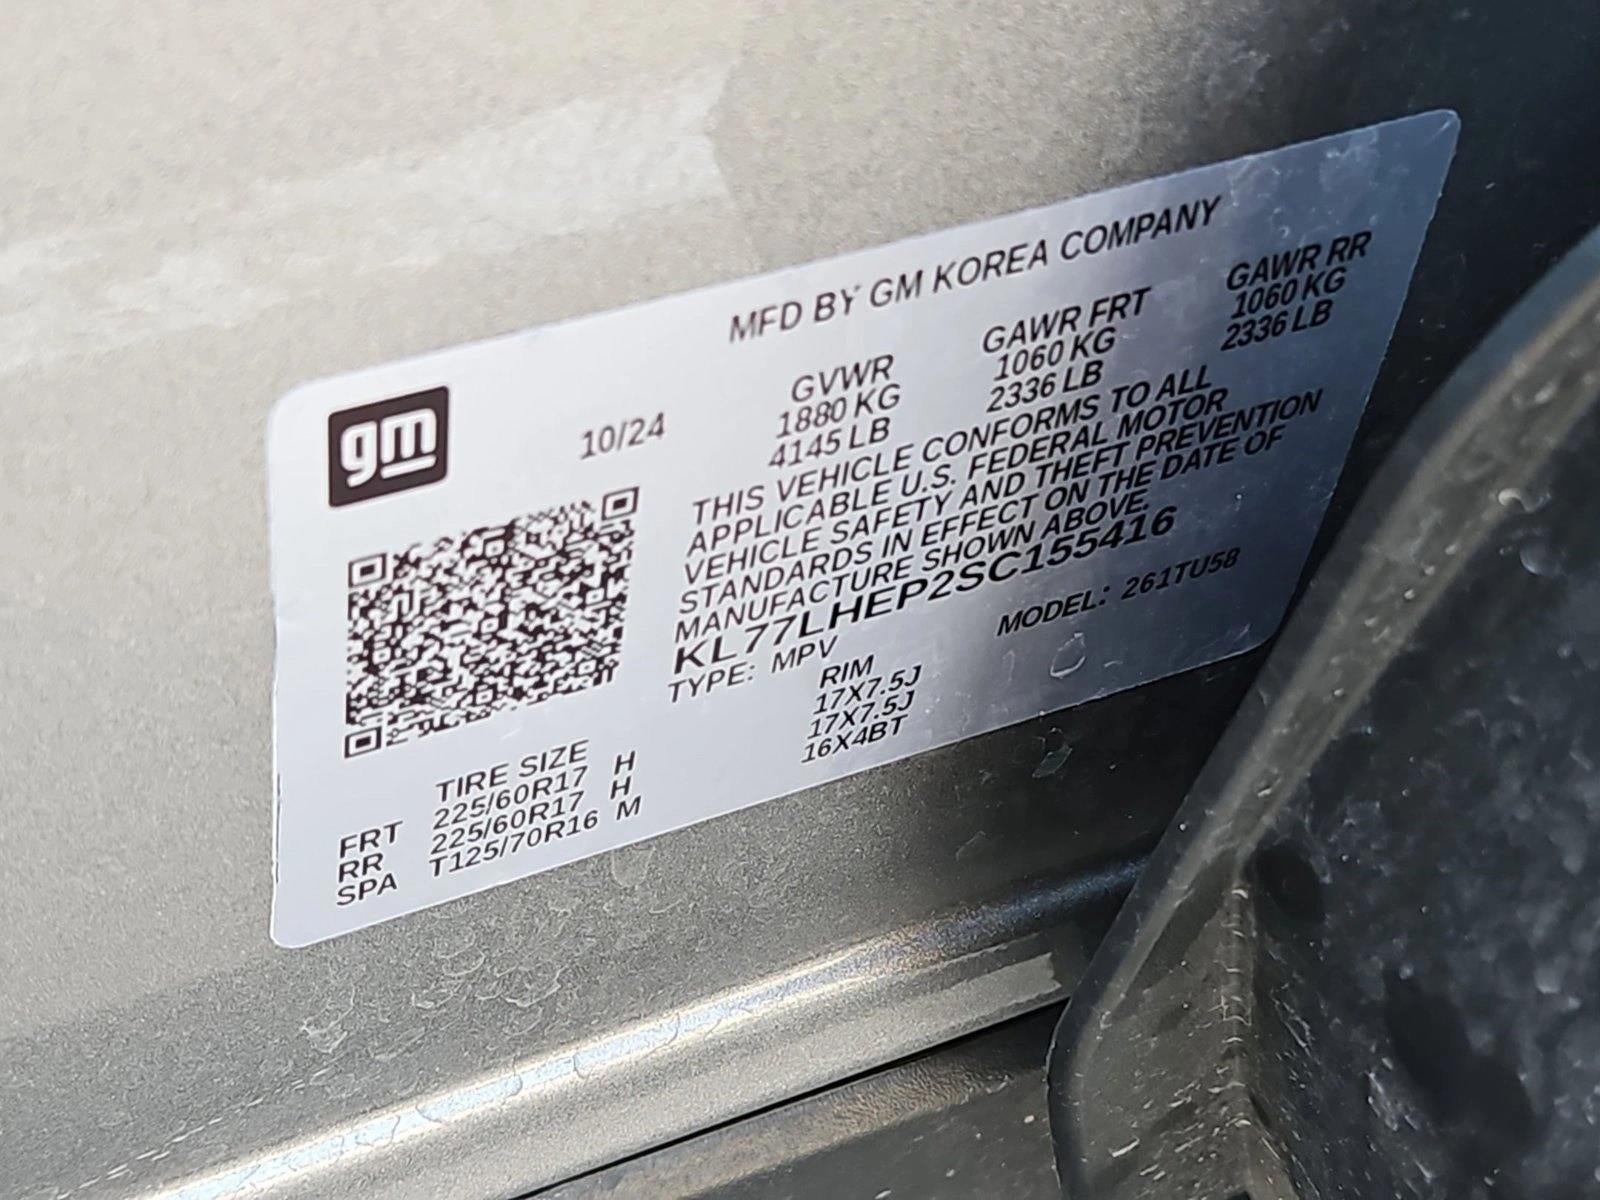 gm
10/24
MFD BY GM KOREA COMPANY
GVWR GAWR FRT GAWR RR
1880 KG 1060 KG 1060 KG
4145 LB 2336 LB 2336 LB
THIS VEHICLE CONFORMS TO ALL
APPLICABLE U.S. FEDERAL MOTOR
VEHICLE SAFETY AND THEFT PREVENTION
STANDARDS IN EFFECT ON THE DATE OF
MANUFACTURE SHOWN ABOVE.
KL77LHEP2SC155416
TYPE: MPV MODEL: 261TU58
TIRE SIZE RIM
FRT 225/60R17 H 17X7.5J
RR 225/60R17 H 17X7.5J
SPA T125/70R16 M 16X4BT